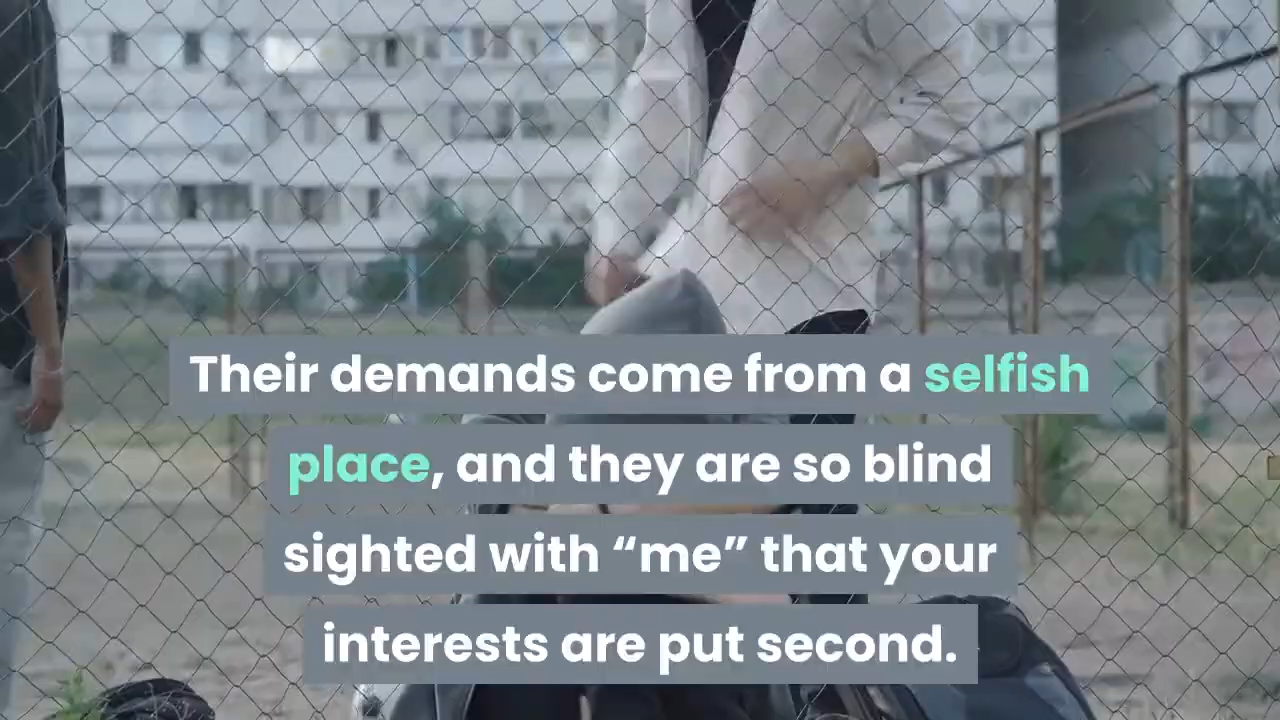 Their demands come from a selfish
place, and they are so blind
sighted with “me” that your
interests are put second.